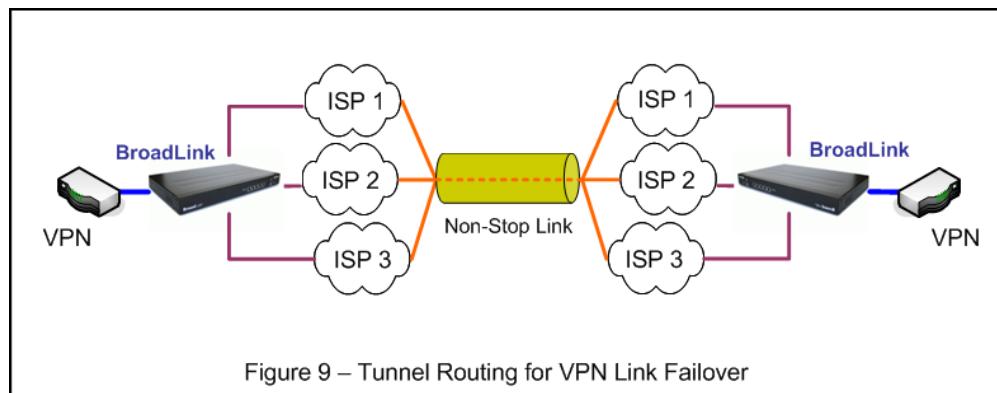 ISP 1
ISP 1
BroadLink
BroadLink
ISP 2
ISP 2
Non-Stop Link
VPN
VPN
ISP 3
ISP 3
Figure 9 – Tunnel Routing for VPN Link Failover